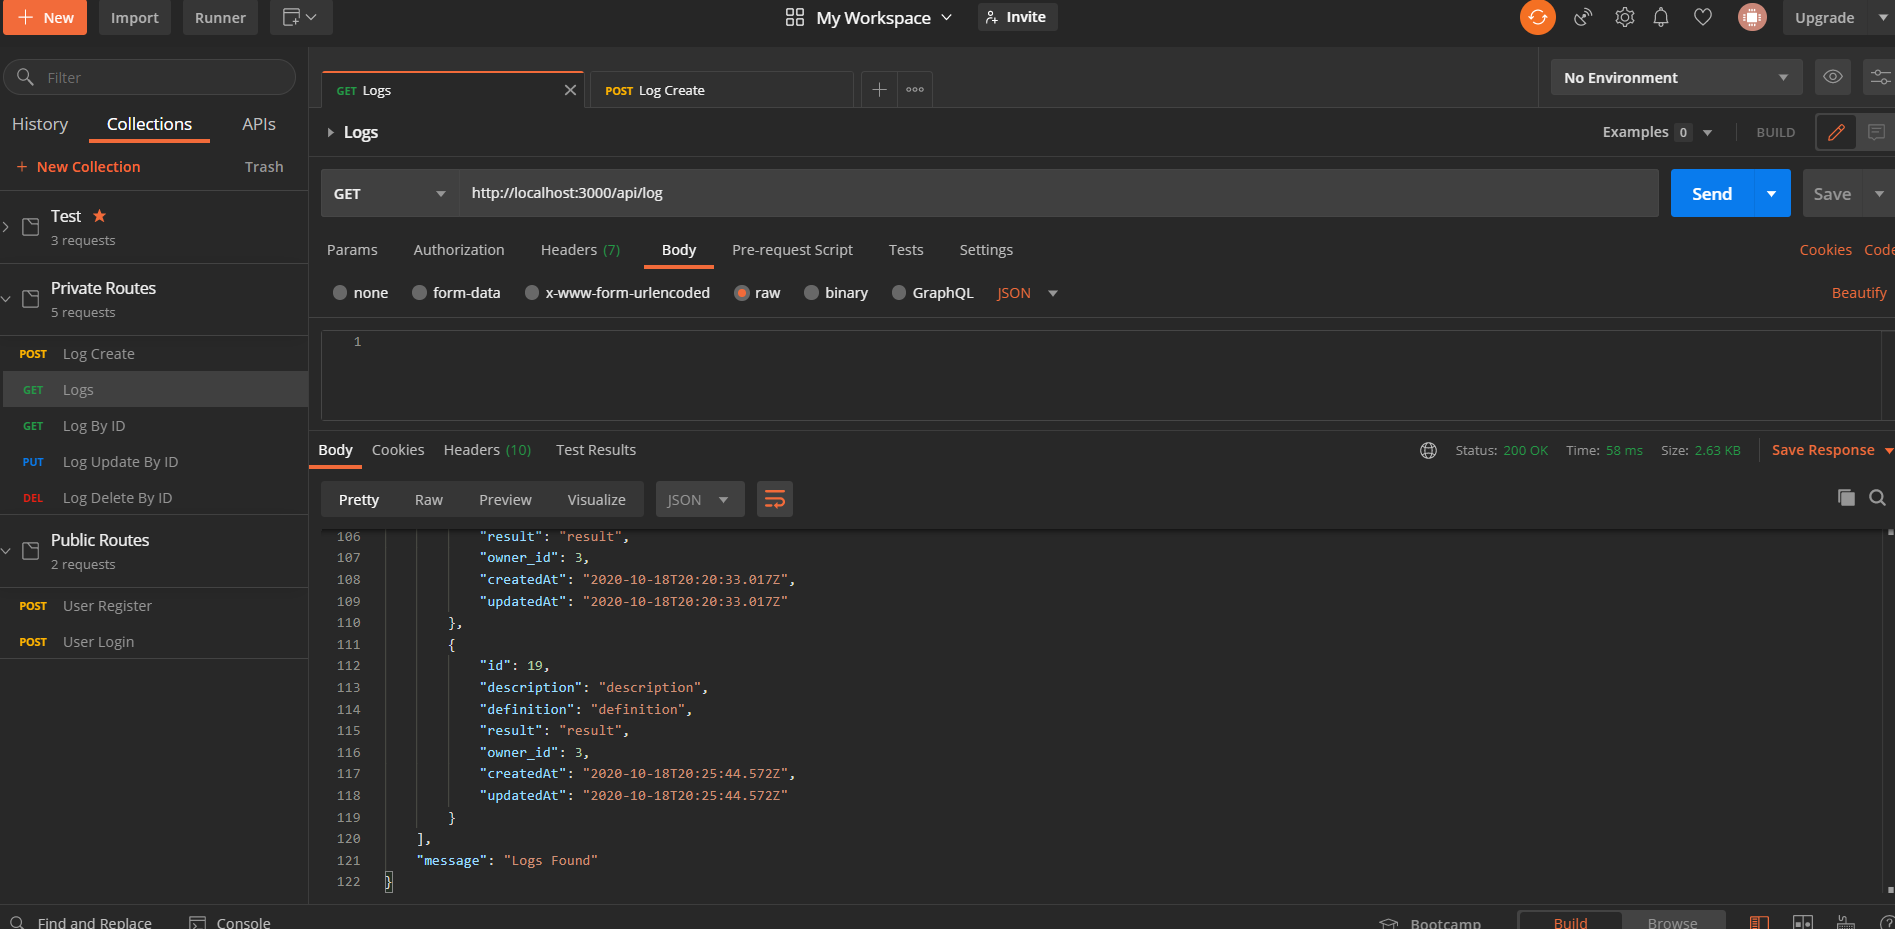 + New Import Runner My Workspace Invite Upgrade
Filter
History Collections APIs
+ New Collection Trash
Test
3 requests
Private Routes
5 requests
POST Log Create
GET Logs
GET Log By ID
PUT Log Update By ID
DEL Log Delete By ID
Public Routes
2 requests
POST User Register
POST User Login
GET Logs POST Log Create No Environment
Logs Examples 0 BUILD
GET http://localhost:3000/api/log Send Save
Params Authorization Headers (7) Body Pre-request Script Tests Settings Cookies Code
none form-data x-www-form-urlencoded raw binary GraphQL JSON Beautify
1
Body Cookies Headers (10) Test Results Status: 200 OK Time: 58 ms Size: 2.63 KB Save Response
Pretty Raw Preview Visualize JSON
106 "result": "result",
107 "owner_id": 3,
108 "createdAt": "2020-10-18T20:20:33.017Z",
109 "updatedAt": "2020-10-18T20:20:33.017Z"
110 },
111 {
112 "id": 19,
113 "description": "description",
114 "definition": "definition",
115 "result": "result",
116 "owner_id": 3,
117 "createdAt": "2020-10-18T20:25:44.572Z",
118 "updatedAt": "2020-10-18T20:25:44.572Z"
119 }
120 ],
121 "message": "Logs Found"
122 }
Find and Replace Console Bootcamp Build Browse